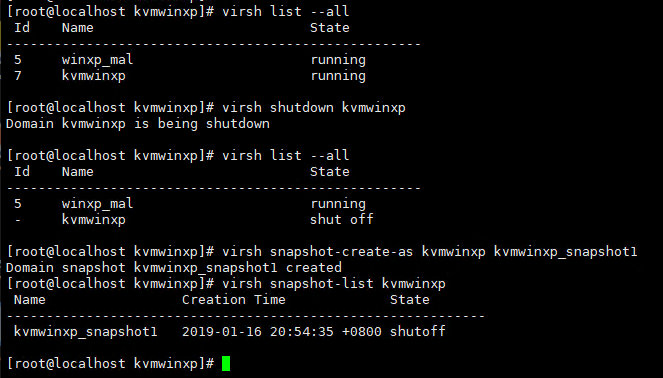 [root@localhost kvmwinxp]# virsh list --all
 Id    Name                           State
----------------------------------------------------
 5     winxp_mal                      running
 7     kvmwinxp                       running
[root@localhost kvmwinxp]# virsh shutdown kvmwinxp
Domain kvmwinxp is being shutdown
[root@localhost kvmwinxp]# virsh list --all
 Id    Name                           State
----------------------------------------------------
 5     winxp_mal                      running
 -     kvmwinxp                       shut off
[root@localhost kvmwinxp]# virsh snapshot-create-as kvmwinxp kvmwinxp_snapshot1
Domain snapshot kvmwinxp_snapshot1 created
[root@localhost kvmwinxp]# virsh snapshot-list kvmwinxp
 Name                 Creation Time             State
------------------------------------------------------------
 kvmwinxp_snapshot1   2019-01-16 20:54:35 +0800 shutoff
[root@localhost kvmwinxp]#